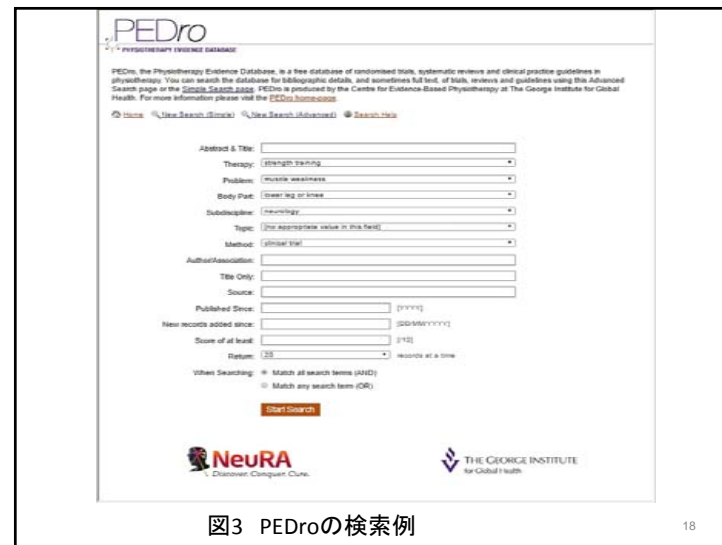 PEDro
PHYSIOTHERAPY EVIDENCE DATABASE
PEDro, the Physiotherapy Evidence Database, is a free database of randomised trials, systematic reviews and clinical practice guidelines in
physiotherapy. You can search the database for bibliographic details, and sometimes full text, of trials, reviews and guidelines using this Advanced
Search page or the Simple Search page. PEDro is produced by the Centre for Evidence-Based Physiotherapy at The George Institute for Global
Health. For more information please visit the PEDro home-page.
Home New Search (Simple) New Search (Advanced) Search Help
Abstract & Title:
Therapy: strength training
Problem: muscle weakness
Body Part: lower leg or knee
Subdiscipline: neurology
Topic: [no appropriate value in this field]
Method: clinical trial
Author/Association:
Title Only:
Source:
Published Since: [YYYY]
New records added since: [DD/MM/YYYY]
Score of at least: [/10]
Return: 20 records at a time
When Searching: Match all search terms (AND)
Match any search term (OR)
Start Search
NeuRA
Discover. Conquer. Cure.
THE GEORGE INSTITUTE
for Global Health
図3 PEDroの検索例
18